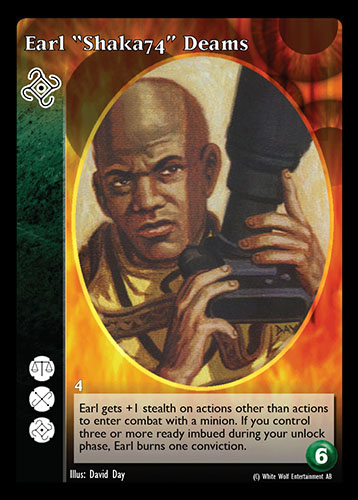 Earl “Shaka74” Deams
DAY
4
Earl gets +1 stealth on actions other than actions
to enter combat with a minion. If you control
three or more ready imbued during your unlock
phase, Earl burns one conviction.
6
Illus: David Day
(C) White Wolf Entertainment AB